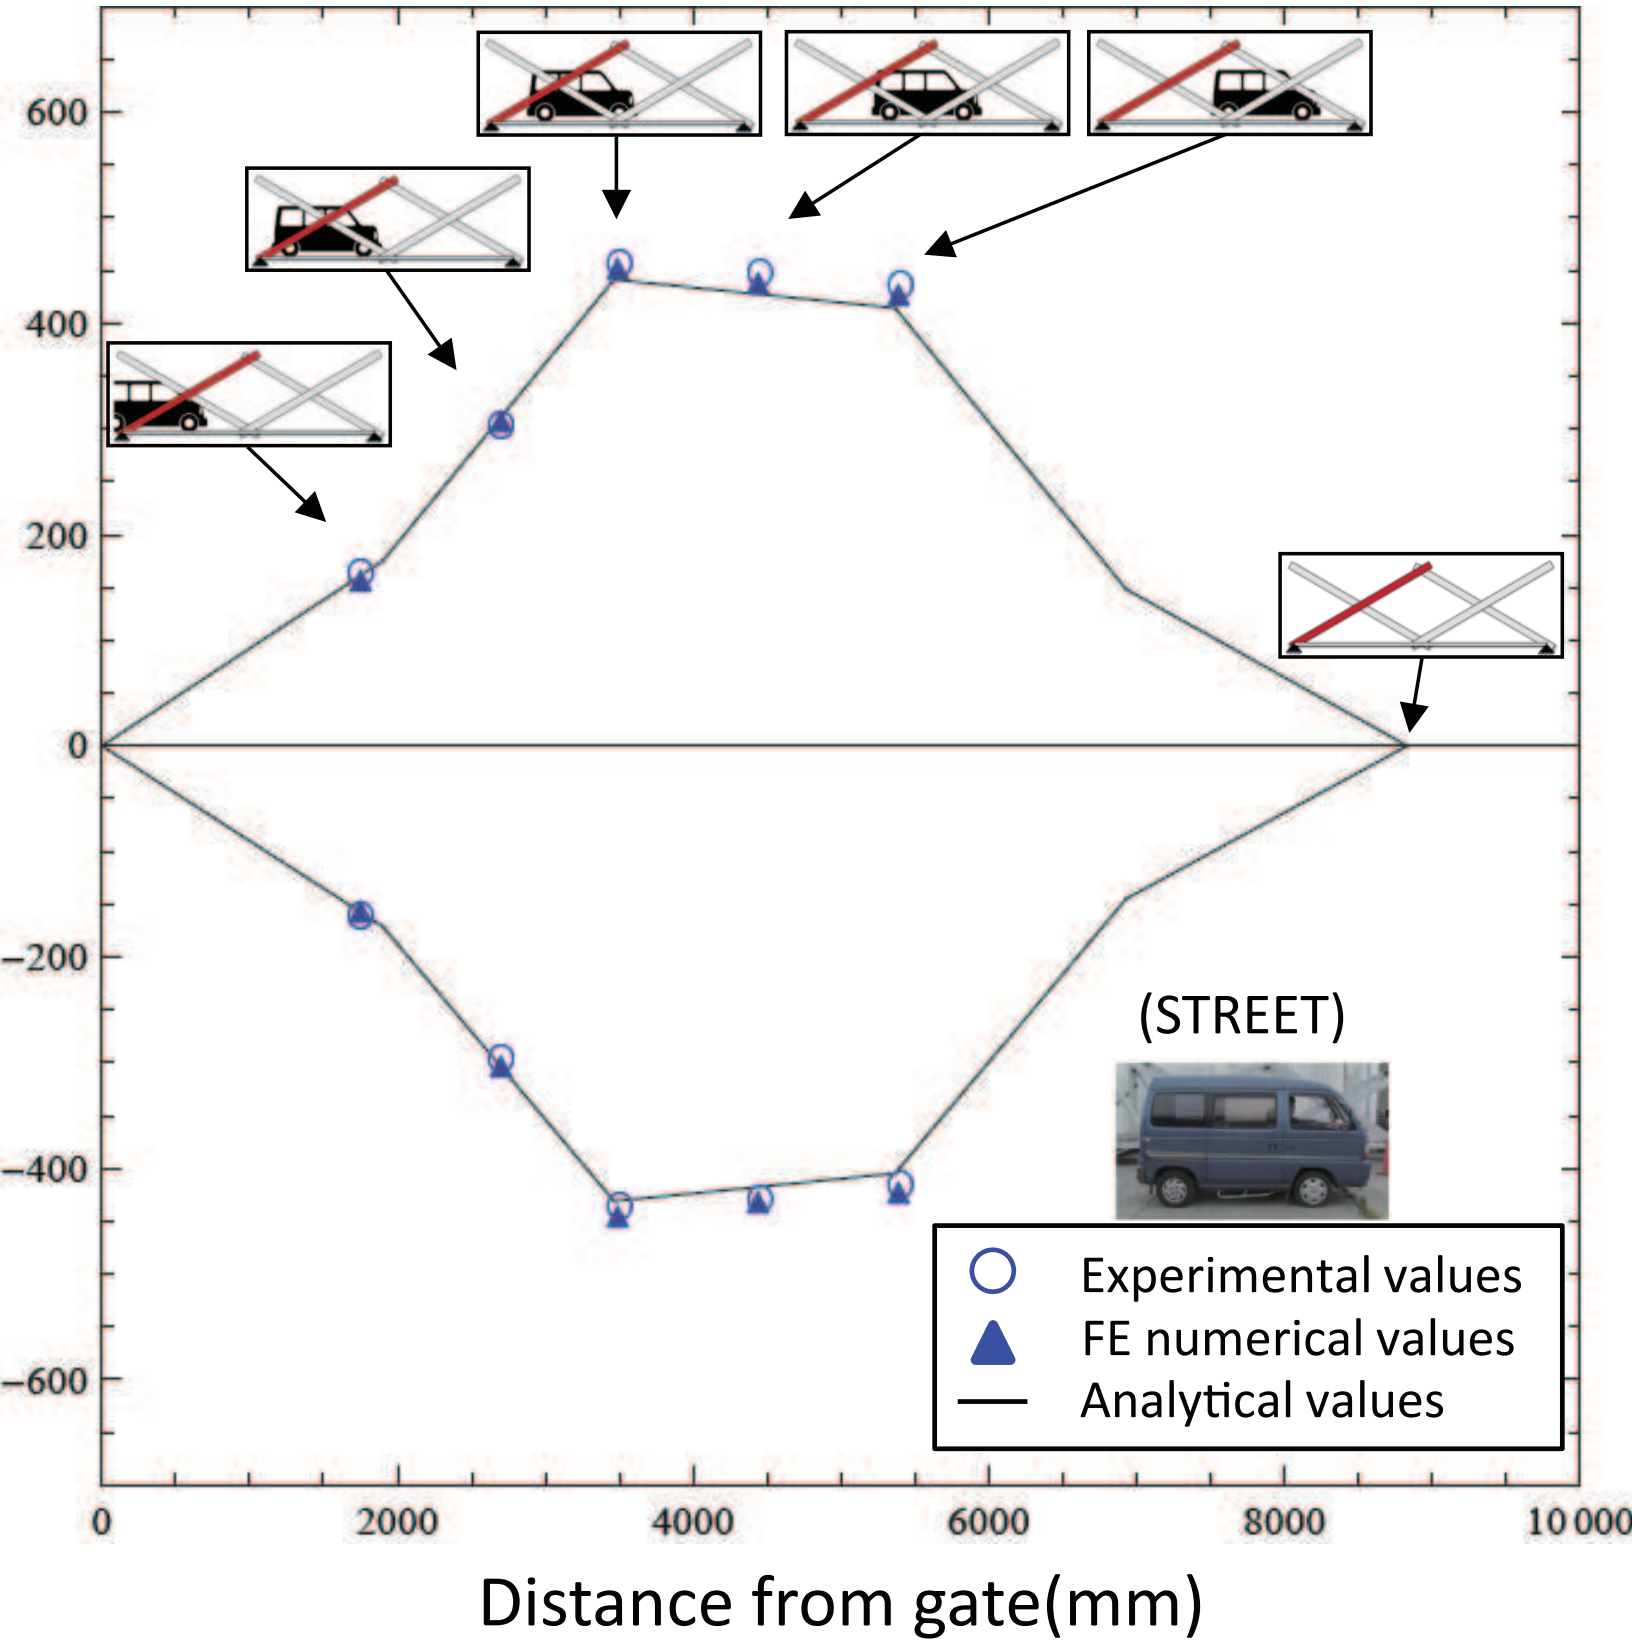 600
400
200
0
−200
−400
−600
0 2000 4000 6000 8000 10 000
Distance from gate(mm)
(STREET)
Experimental values
FE numerical values
Analytical values